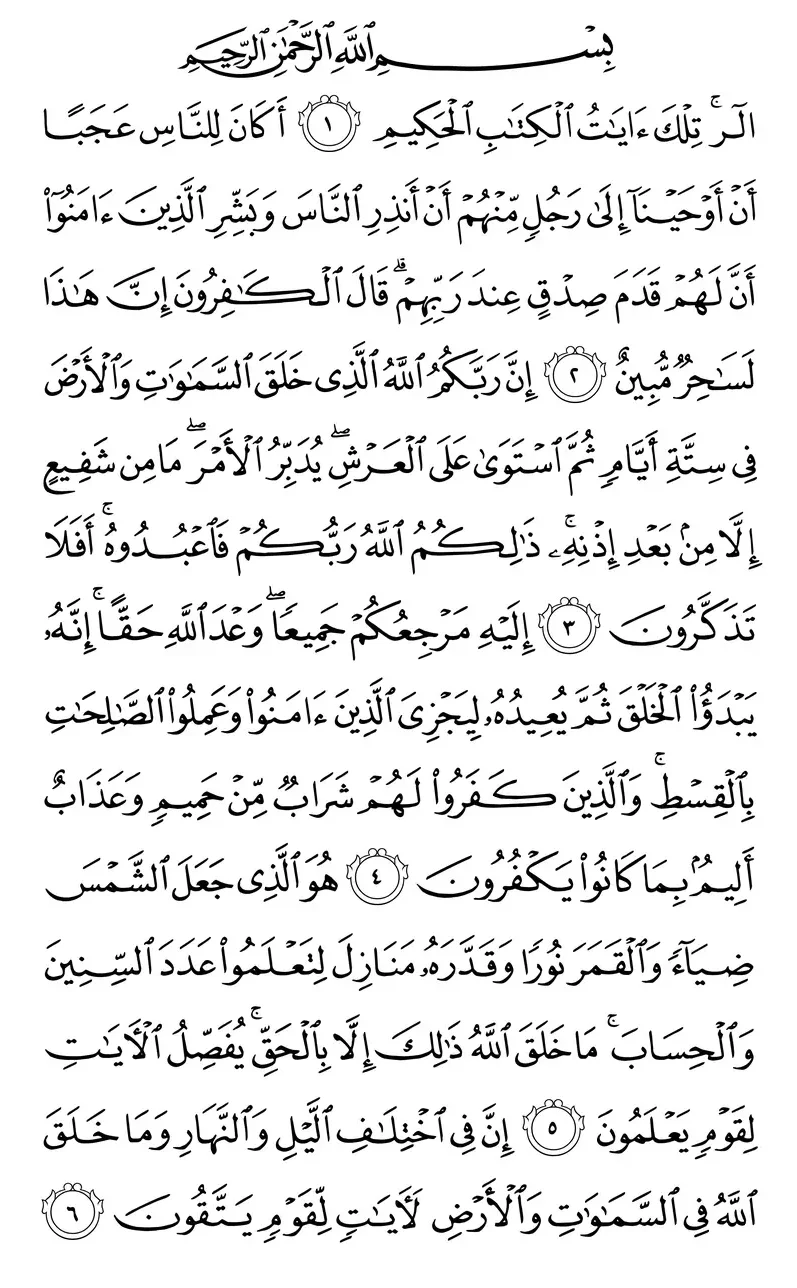 بِسْمِ ٱللَّهِ ٱلرَّحْمَٰنِ ٱلرَّحِيمِ
الٓرۚ تِلْكَ ءَايَٰتُ ٱلْكِتَٰبِ ٱلْحَكِيمِ ١ أَكَانَ لِلنَّاسِ عَجَبًا
أَنْ أَوْحَيْنَآ إِلَىٰ رَجُلٍ مِّنْهُمْ أَنْ أَنذِرِ ٱلنَّاسَ وَبَشِّرِ ٱلَّذِينَ ءَامَنُوٓا۟
أَنَّ لَهُمْ قَدَمَ صِدْقٍ عِندَ رَبِّهِمْۗ قَالَ ٱلْكَٰفِرُونَ إِنَّ هَٰذَا
لَسَٰحِرٌ مُّبِينٌ ٢ إِنَّ رَبَّكُمُ ٱللَّهُ ٱلَّذِى خَلَقَ ٱلسَّمَٰوَٰتِ وَٱلْأَرْضَ
فِى سِتَّةِ أَيَّامٍ ثُمَّ ٱسْتَوَىٰ عَلَى ٱلْعَرْشِۖ يُدَبِّرُ ٱلْأَمْرَۖ مَا مِن شَفِيعٍ
إِلَّا مِنۢ بَعْدِ إِذْنِهِۦۚ ذَٰلِكُمُ ٱللَّهُ رَبُّكُمْ فَٱعْبُدُوهُۚ أَفَلَا
تَذَكَّرُونَ ٣ إِلَيْهِ مَرْجِعُكُمْ جَمِيعًاۖ وَعْدَ ٱللَّهِ حَقًّاۚ إِنَّهُۥ
يَبْدَؤُا۟ ٱلْخَلْقَ ثُمَّ يُعِيدُهُۥ لِيَجْزِىَ ٱلَّذِينَ ءَامَنُوا۟ وَعَمِلُوا۟ ٱلصَّٰلِحَٰتِ
بِٱلْقِسْطِۚ وَٱلَّذِينَ كَفَرُوا۟ لَهُمْ شَرَابٌ مِّنْ حَمِيمٍ وَعَذَابٌ
أَلِيمٌۢ بِمَا كَانُوا۟ يَكْفُرُونَ ٤ هُوَ ٱلَّذِى جَعَلَ ٱلشَّمْسَ
ضِيَآءً وَٱلْقَمَرَ نُورًا وَقَدَّرَهُۥ مَنَازِلَ لِتَعْلَمُوا۟ عَدَدَ ٱلسِّنِينَ
وَٱلْحِسَابَۚ مَا خَلَقَ ٱللَّهُ ذَٰلِكَ إِلَّا بِٱلْحَقِّۚ يُفَصِّلُ ٱلْءَايَٰتِ
لِقَوْمٍ يَعْلَمُونَ ٥ إِنَّ فِى ٱخْتِلَٰفِ ٱلَّيْلِ وَٱلنَّهَارِ وَمَا خَلَقَ
ٱللَّهُ فِى ٱلسَّمَٰوَٰتِ وَٱلْأَرْضِ لَءَايَٰتٍ لِّقَوْمٍ يَتَّقُونَ ٦